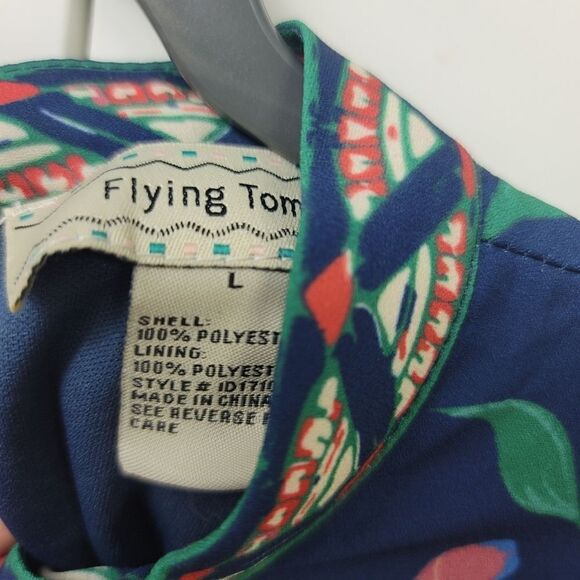 Flying Tom
L
SHELL:
100% POLYEST
LINING:
100% POLYEST
STYLE # ID171
MADE IN CHINA
SEE REVERSE
CARE